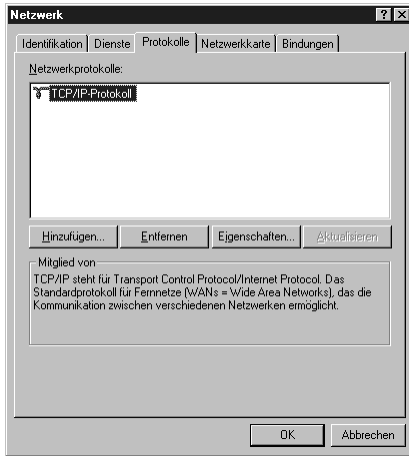 Netzwerk
Identifikation Dienste Protokolle Netzwerkkarte Bindungen
Netzwerkprotokolle:
TCP/IP-Protokoll
Hinzufügen... Entfernen Eigenschaften... Aktualisieren
Mitglied von
TCP/IP steht für Transport Control Protocol/Internet Protocol. Das
Standardprotokoll für Fernnetze (WANs = Wide Area Networks), das die
Kommunikation zwischen verschiedenen Netzwerken ermöglicht.
OK Abbrechen